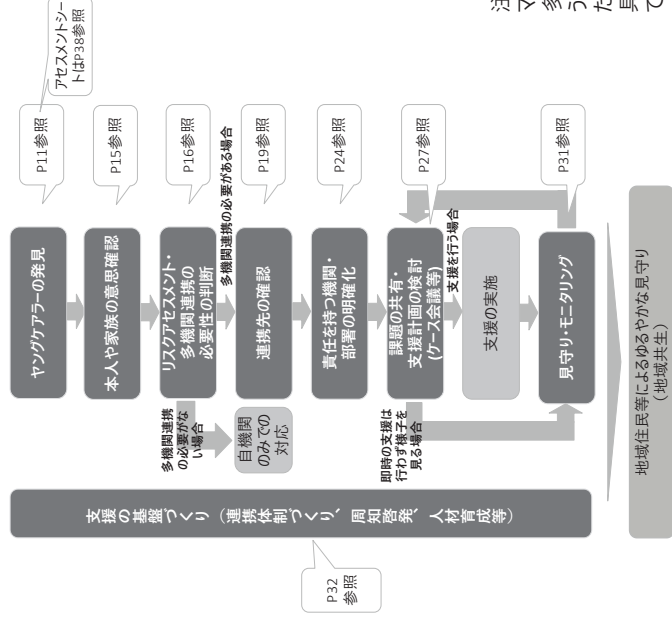 アセスメントシー
トはP38参照
P11参照
ヤングケアラーの発見
P15参照
本人や家族の意思確認
P16参照
リスクアセスメント・
多機関連携の
必要性の判断
多機関連携の必要がある場合
多機関連携
の必要がな
い場合
自機関
のみでの
対応
P19参照
連携先の確認
P24参照
責任を持つ機関・
部署の明確化
P27参照
課題の共有・
支援計画の検討
(ケース会議等)
支援を行う場合
即時の支援は
行わず様子を
見る場合
支援の実施
P31参照
見守り・モニタリング
地域住民等によるゆるやかな見守り
(地域共生)
支援の基盤づくり(連携体制づくり、周知啓発、人材育成等)
P32
参照
注
マ
多
う
た
具
て